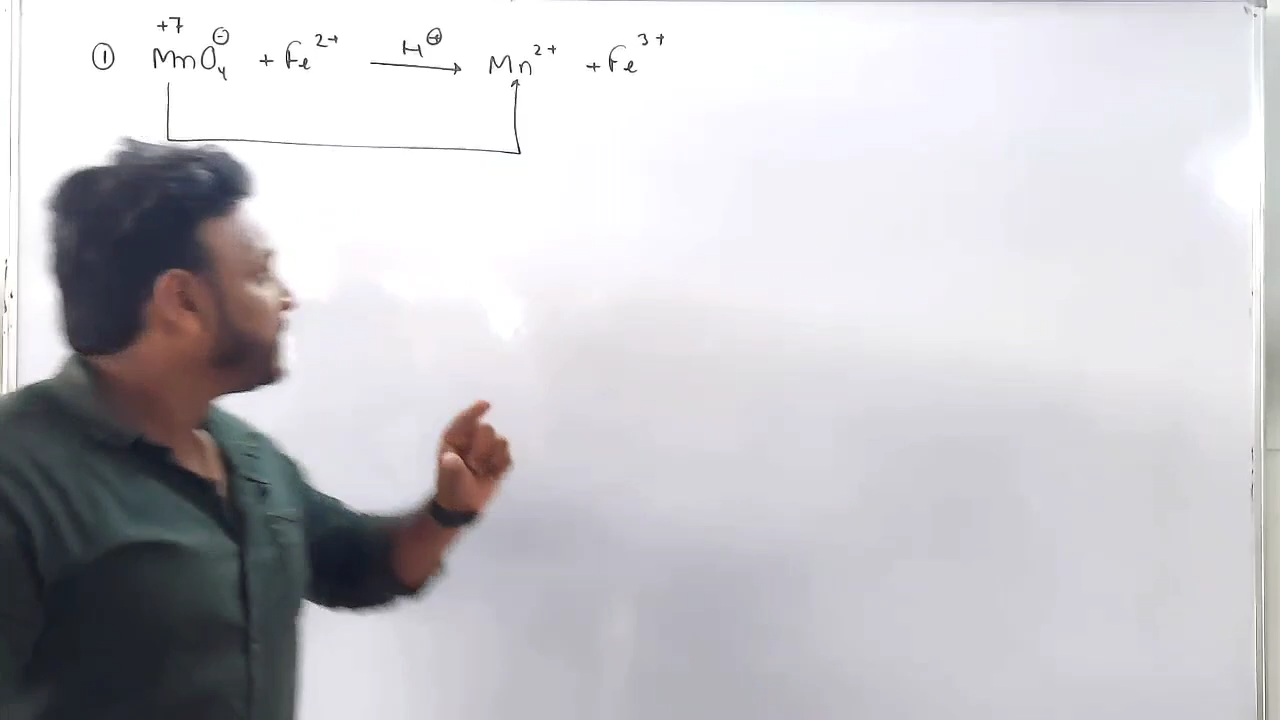 +7
① MnO₄⊖ + Fe²⁺ —H⊕→ Mn²⁺ + Fe³⁺